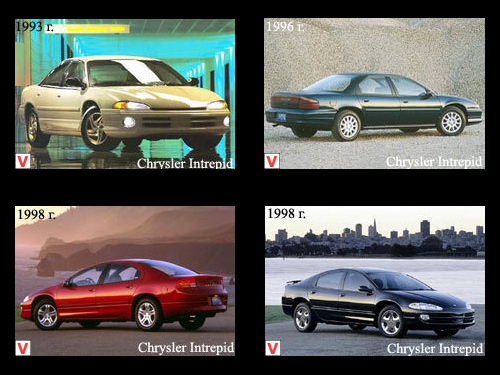 1993 г.
1996 г.
V
Chrysler Intrepid
V
Chrysler Intrepid
1998 г.
1998 г.
V
Chrysler Intrepid
V
Chrysler Intrepid